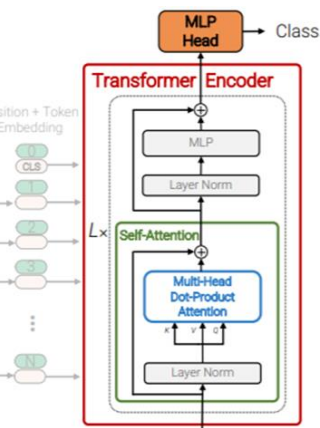 MLP
Head
Class
Transformer Encoder
sition + Token
Embedding
0
CLS
1
2
3
N
L×
MLP
Layer Norm
Self-Attention
Multi-Head
Dot-Product
Attention
K V Q
Layer Norm